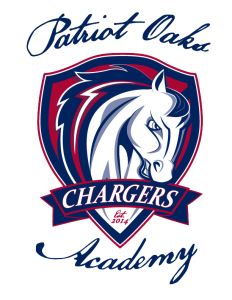 Patriot Oaks
CHARGERS
Est.
2014
Academy